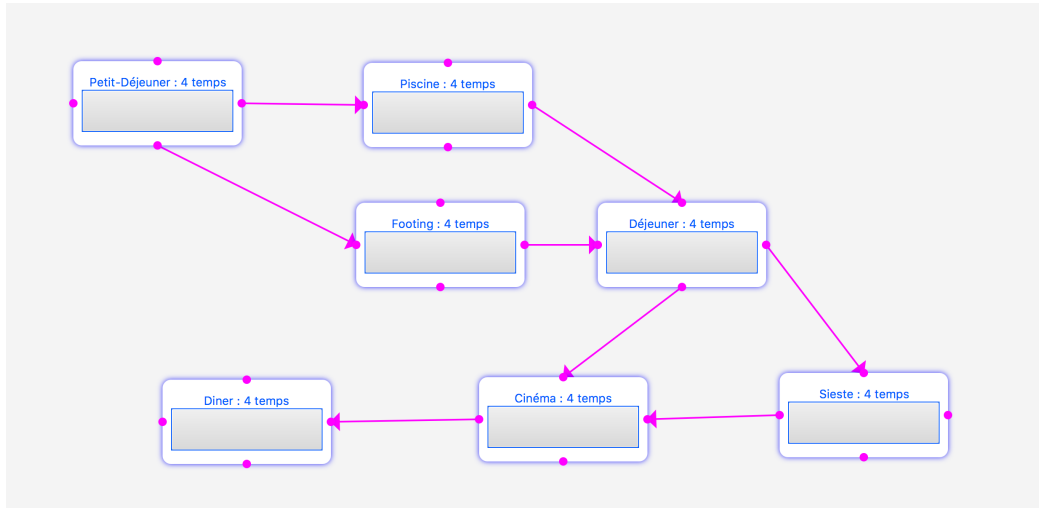 Petit-Déjeuner : 4 temps
Piscine : 4 temps
Footing : 4 temps
Déjeuner : 4 temps
Diner : 4 temps
Cinéma : 4 temps
Sieste : 4 temps